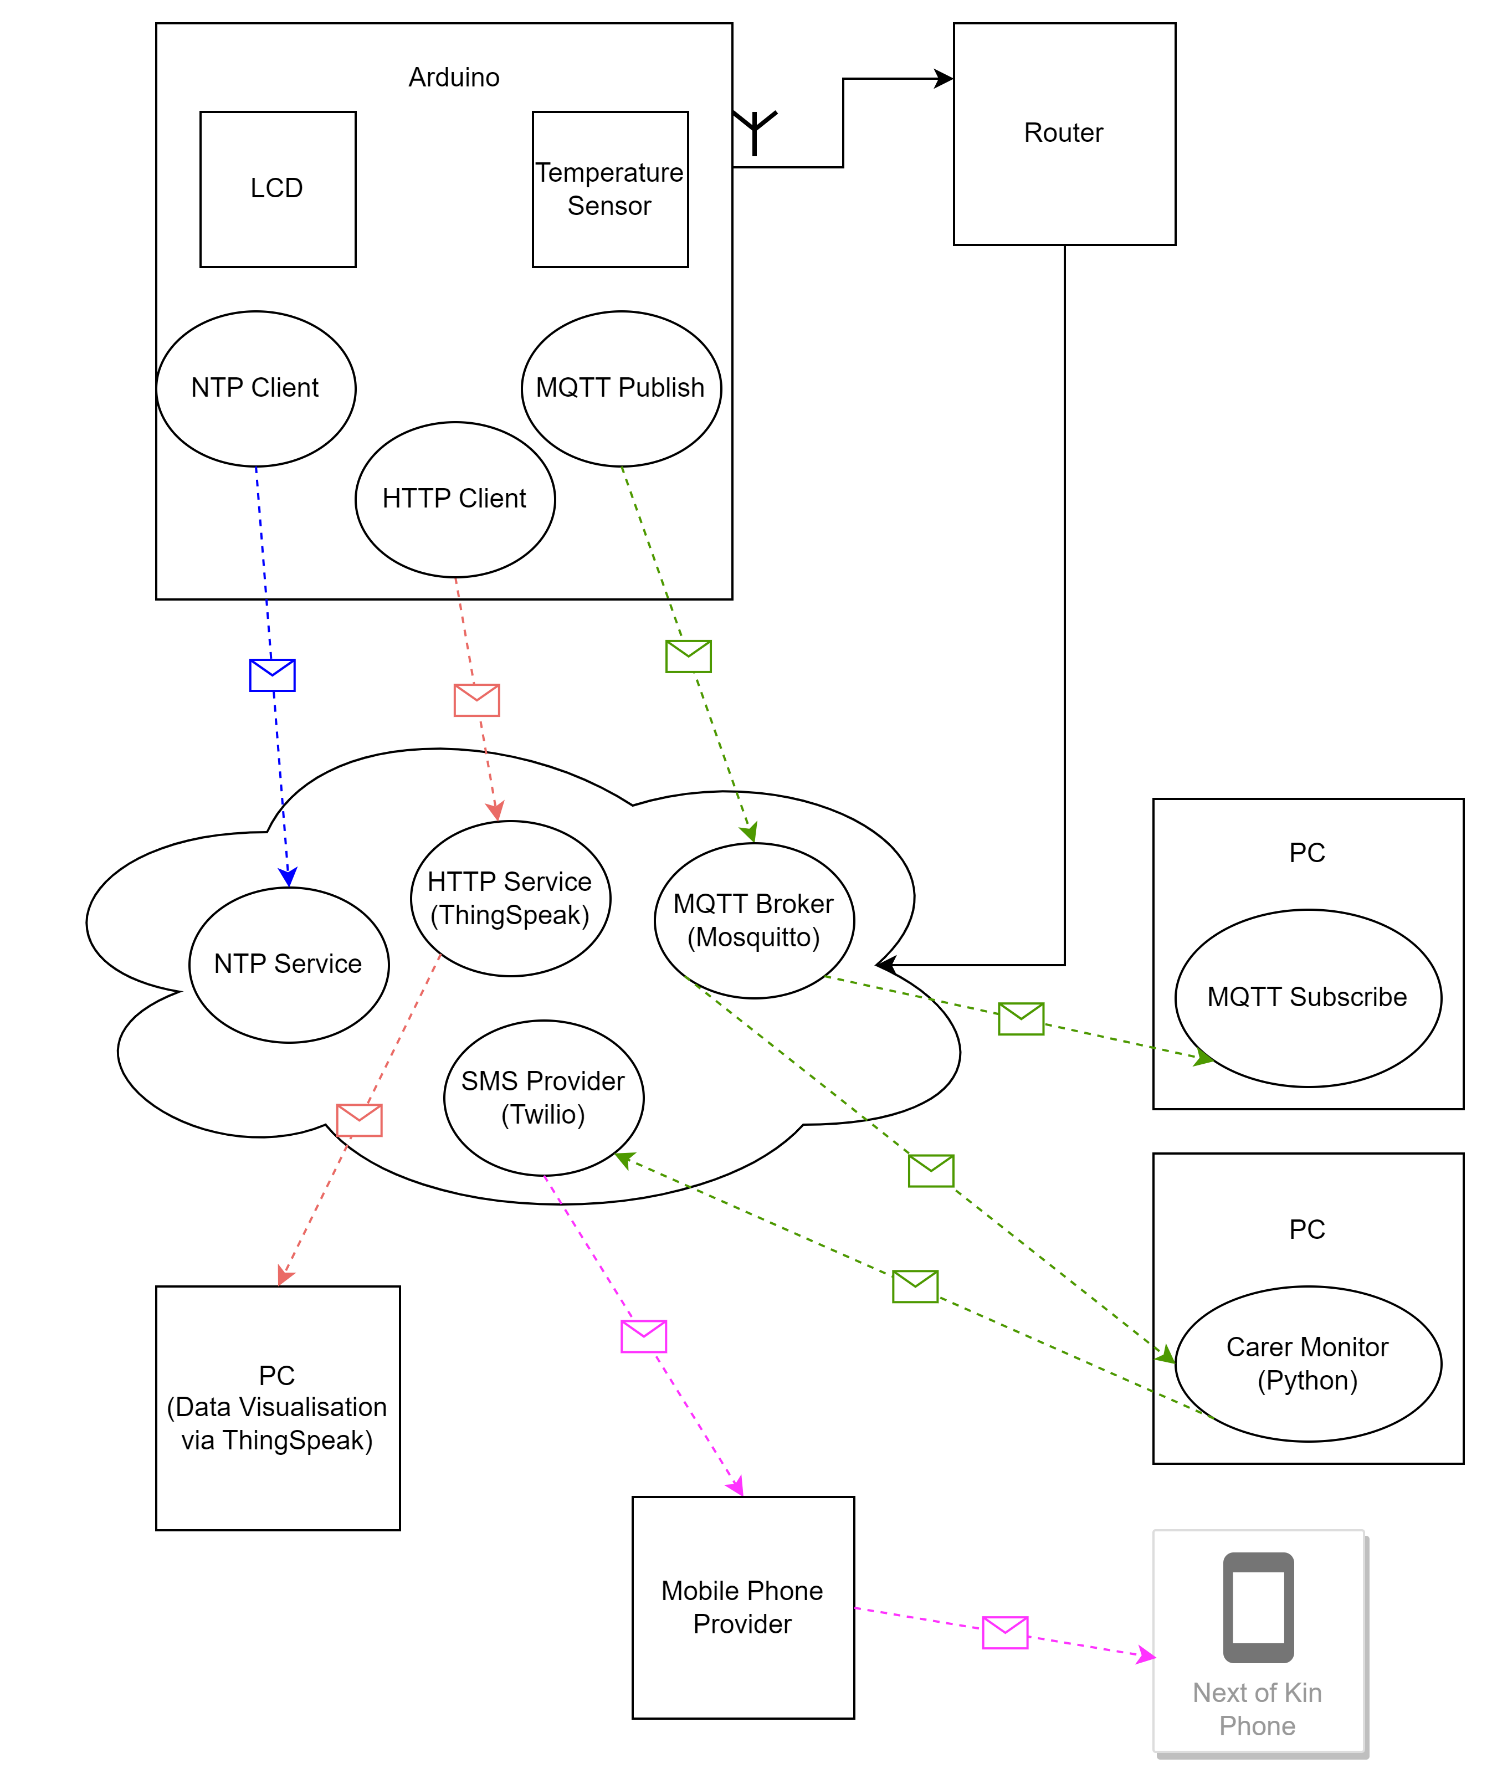 Arduino
Router
LCD
Temperature
Sensor
NTP Client
MQTT Publish
HTTP Client
PC
HTTP Service
(ThingSpeak)
MQTT Broker
(Mosquitto)
NTP Service
MQTT Subscribe
SMS Provider
(Twilio)
PC
Carer Monitor
(Python)
PC
(Data Visualisation
via ThingSpeak)
Mobile Phone
Provider
Next of Kin
Phone